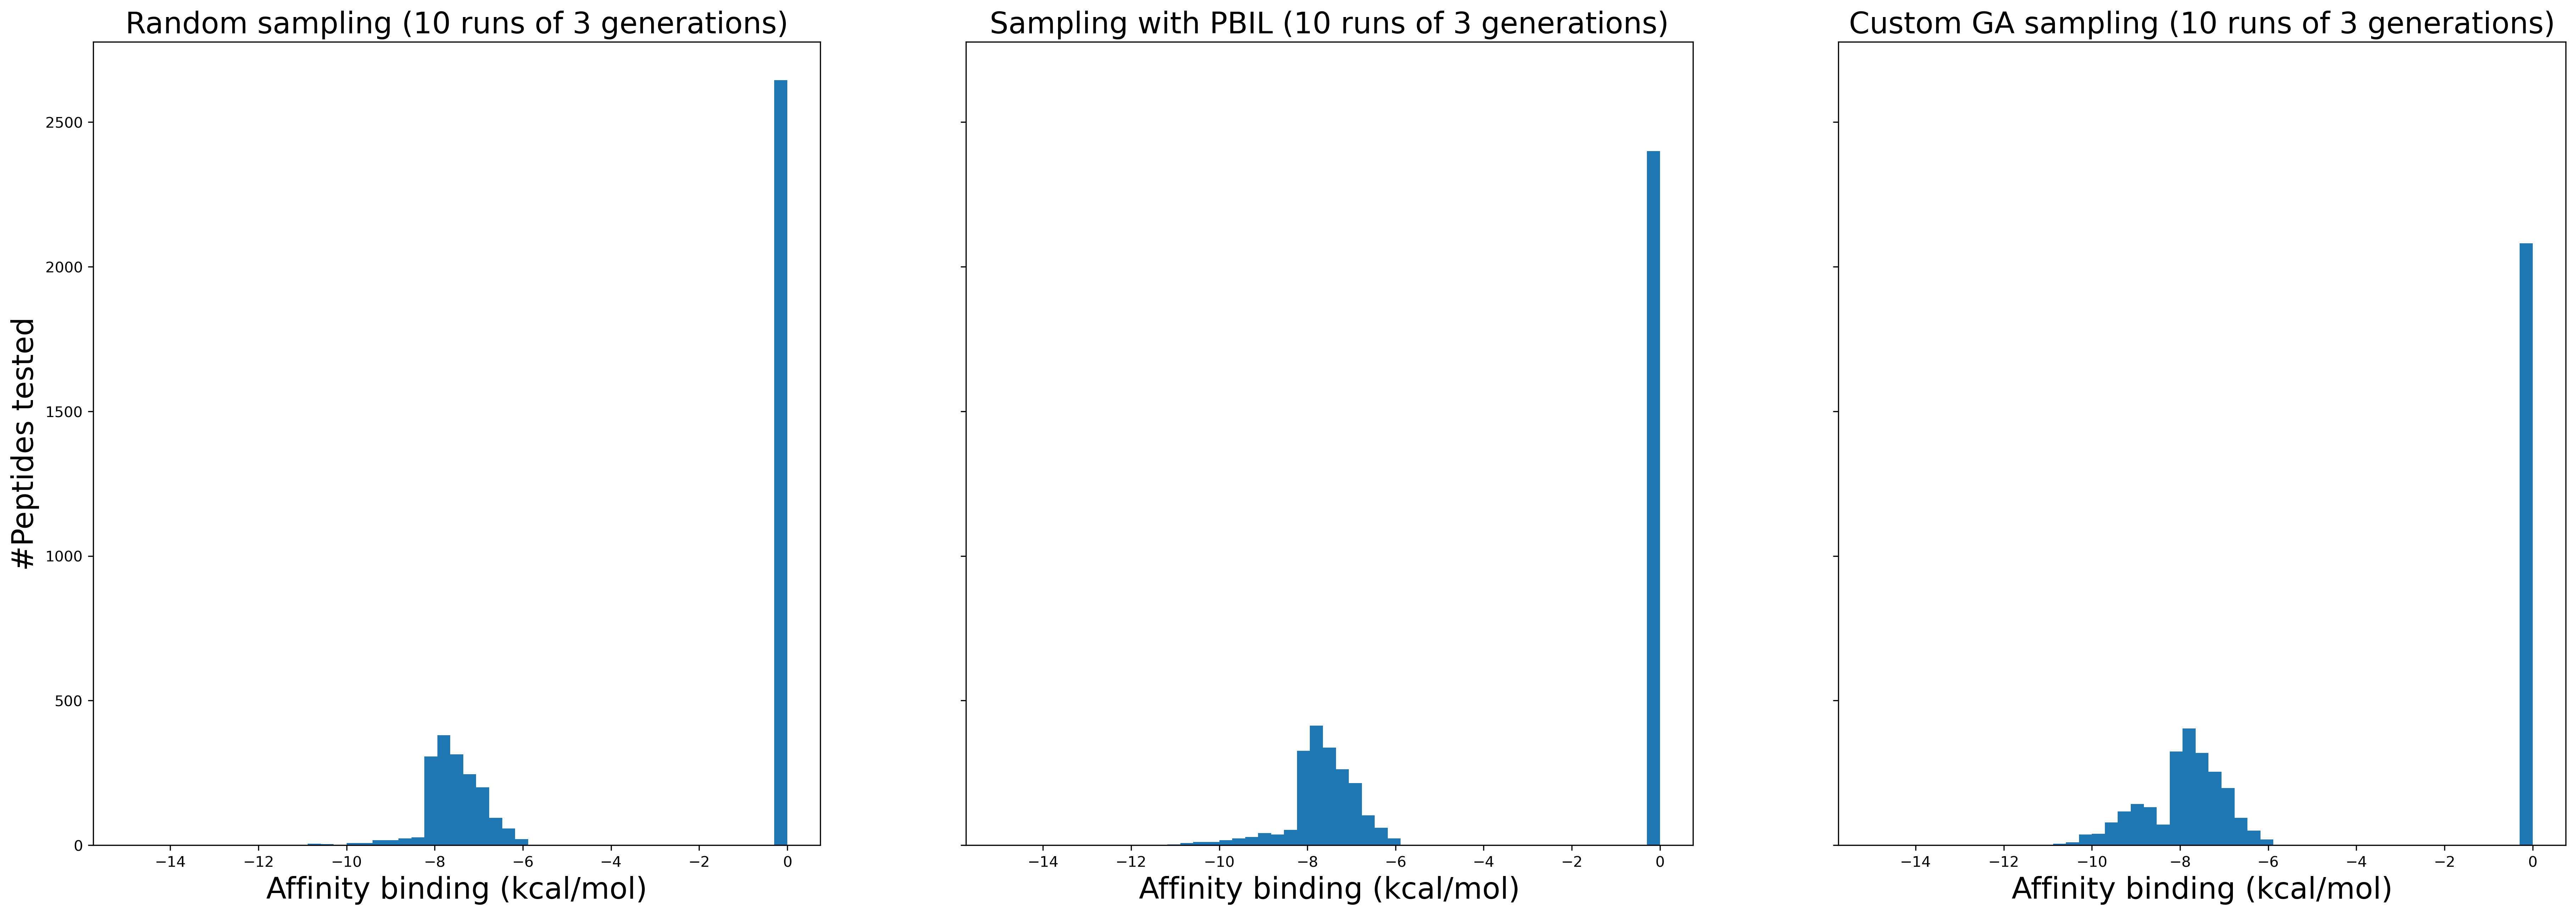 Random sampling (10 runs of 3 generations)
Sampling with PBIL (10 runs of 3 generations)
Custom GA sampling (10 runs of 3 generations)
#Peptides tested
2500
2000
1500
1000
500
0
−14 −12 −10 −8 −6 −4 −2 0
−14 −12 −10 −8 −6 −4 −2 0
−14 −12 −10 −8 −6 −4 −2 0
Affinity binding (kcal/mol)
Affinity binding (kcal/mol)
Affinity binding (kcal/mol)